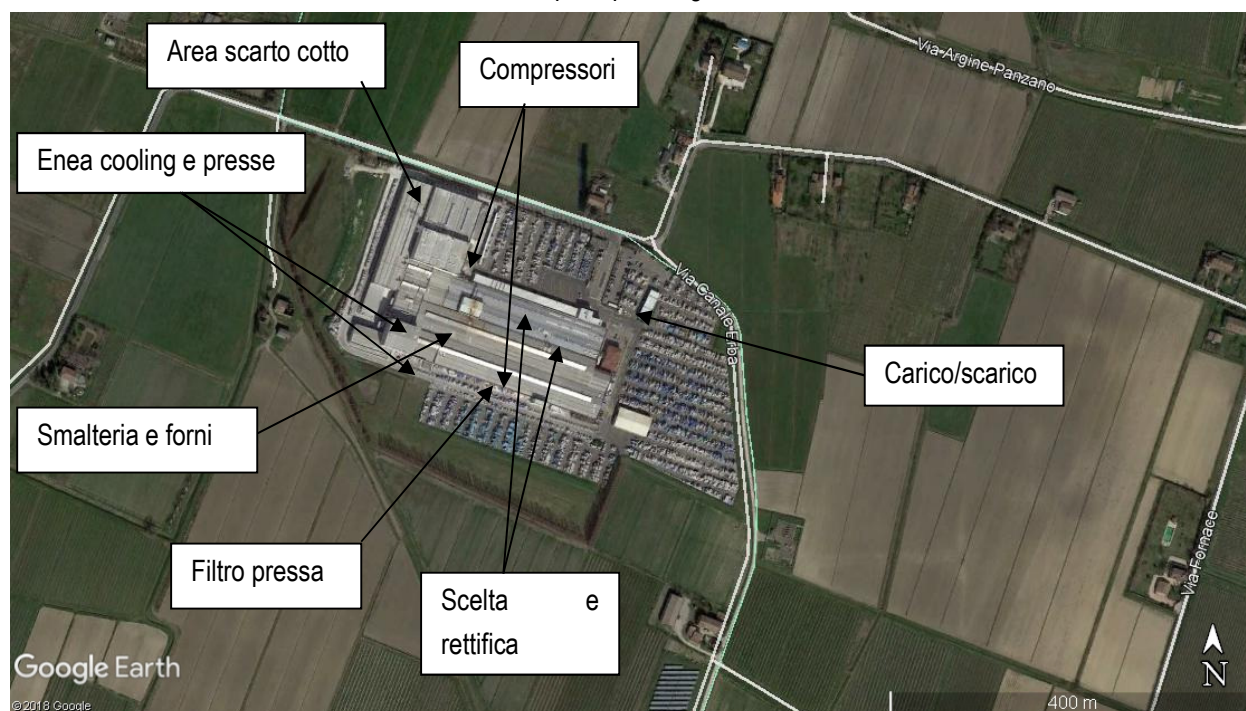 Area scarto cotto
Compressori
Via Argine Panzano
Enea cooling e presse
Via Canale Erba
Carico/scarico
Smalteria e forni
Via Fornace
Filtro pressa
Scelta e
rettifica
Google Earth
N
©2018 Google
400 m